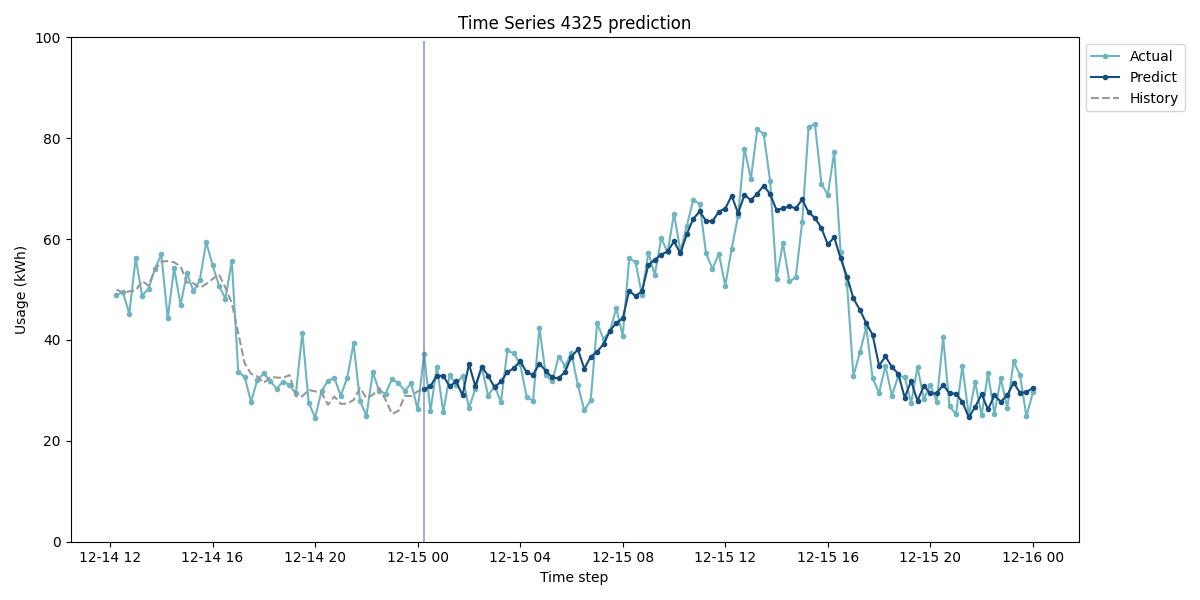 Time Series 4325 prediction
100
80
60
40
20
0
Usage (kWh)
12-14 12
12-14 16
12-14 20
12-15 00
12-15 04
12-15 08
12-15 12
12-15 16
12-15 20
12-16 00
Time step
Actual
Predict
History